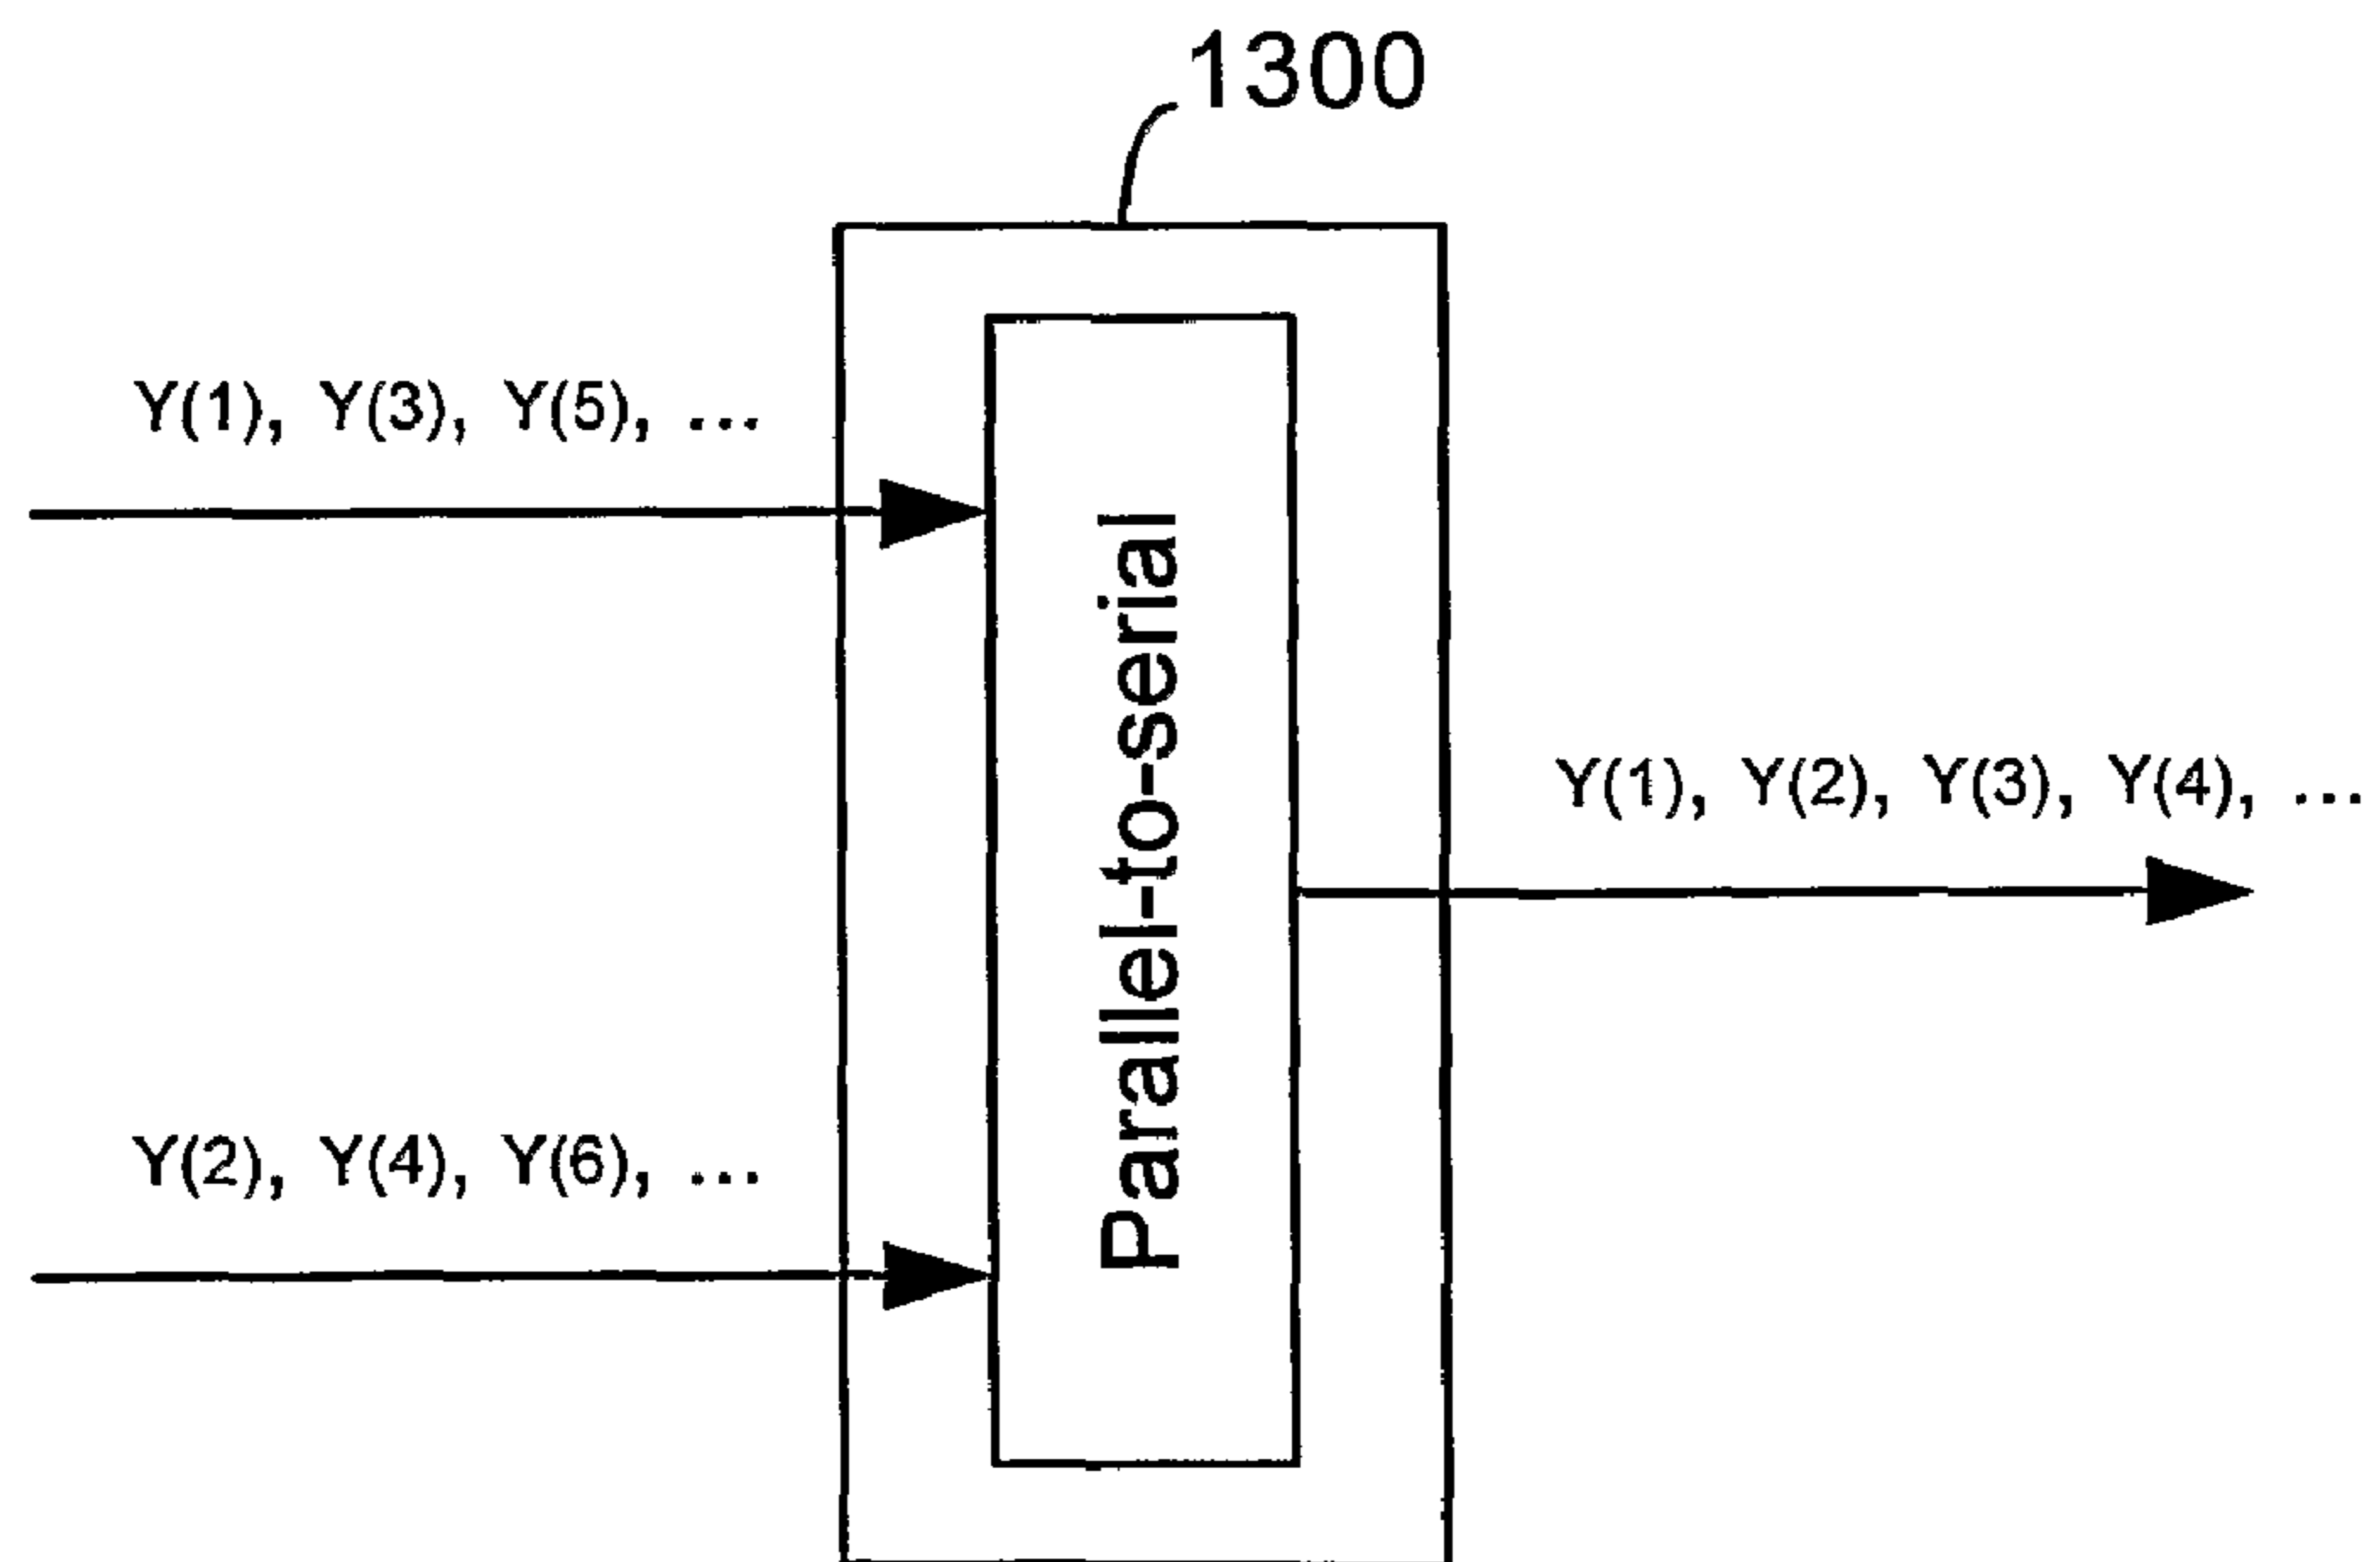 1300
Y(1), Y(3), Y(5), ...
Parallel-to-serial
Y(1), Y(2), Y(3), Y(4), ...
Y(2), Y(4), Y(6), ...